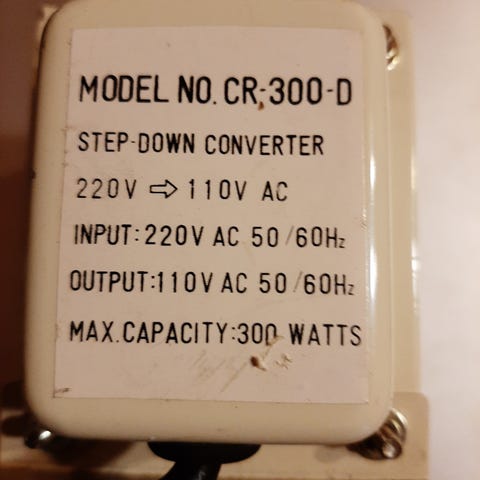 MODEL NO. CR-300-D
STEP-DOWN CONVERTER
220V ⇨ 110V AC
INPUT:220V AC 50/60Hz
OUTPUT:110V AC 50/60Hz
MAX.CAPACITY:300 WATTS